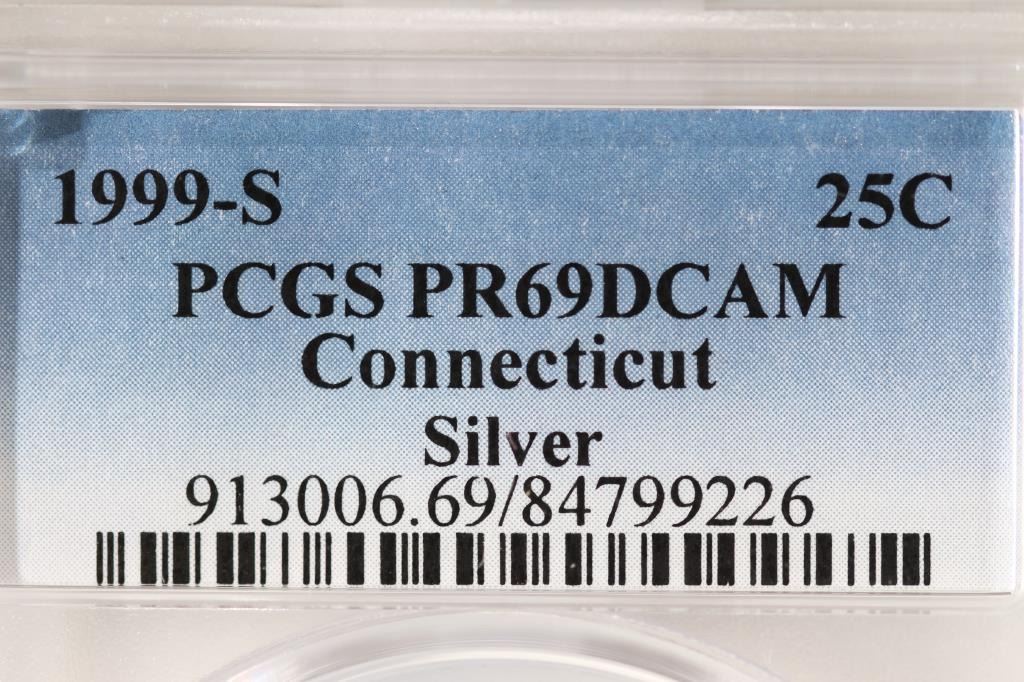 1999-S 25C
PCGS PR69DCAM
Connecticut
Silver
913006.69/84799226